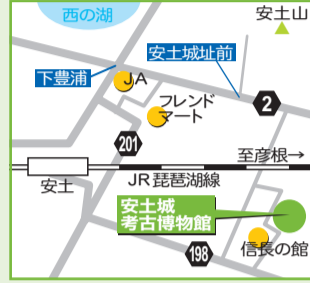 西の湖
安土山
安土城址前
下豊浦
JA
2
フレンド
マート
201
至彦根→
安土
JR琵琶湖線
安土城
考古博物館
198
信長の館